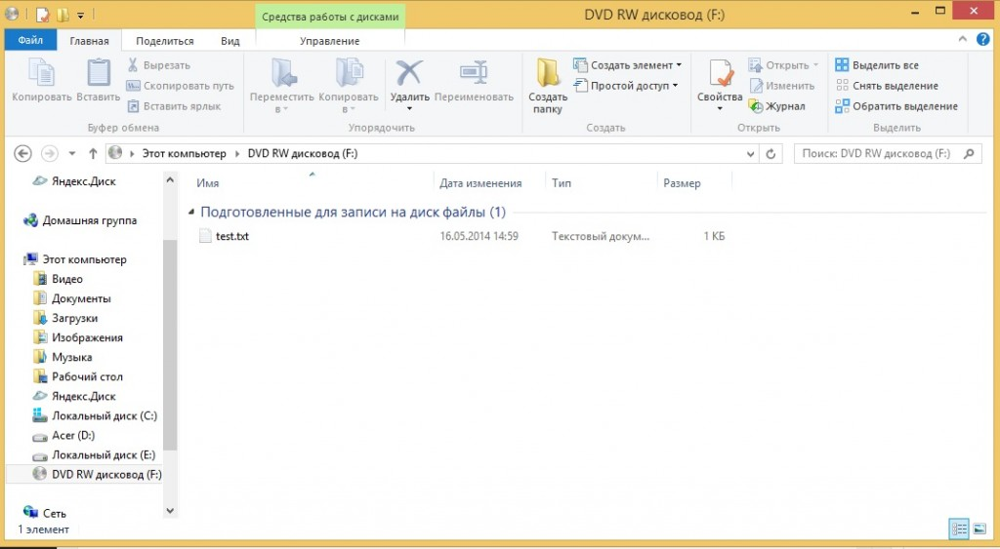 Средства работы с дисками
DVD RW дисковод (F:)
Файл
Главная
Поделиться
Вид
Управление
Копировать
Вставить
Вырезать
Скопировать путь
Вставить ярлык
Буфер обмена
Переместить в
Копировать в
Удалить
Переименовать
Упорядочить
Создать папку
Создать элемент
Простой доступ
Создать
Свойства
Открыть
Изменить
Журнал
Открыть
Выделить все
Снять выделение
Обратить выделение
Выделить
Этот компьютер
DVD RW дисковод (F:)
Поиск: DVD RW дисковод (F:)
Яндекс.Диск
Домашняя группа
Этот компьютер
Видео
Документы
Загрузки
Изображения
Музыка
Рабочий стол
Яндекс.Диск
Локальный диск (C:)
Acer (D:)
Локальный диск (E:)
DVD RW дисковод (F:)
Сеть
Имя
Дата изменения
Тип
Размер
Подготовленные для записи на диск файлы (1)
test.txt
16.05.2014 14:59
Текстовый докум...
1 КБ
1 элемент